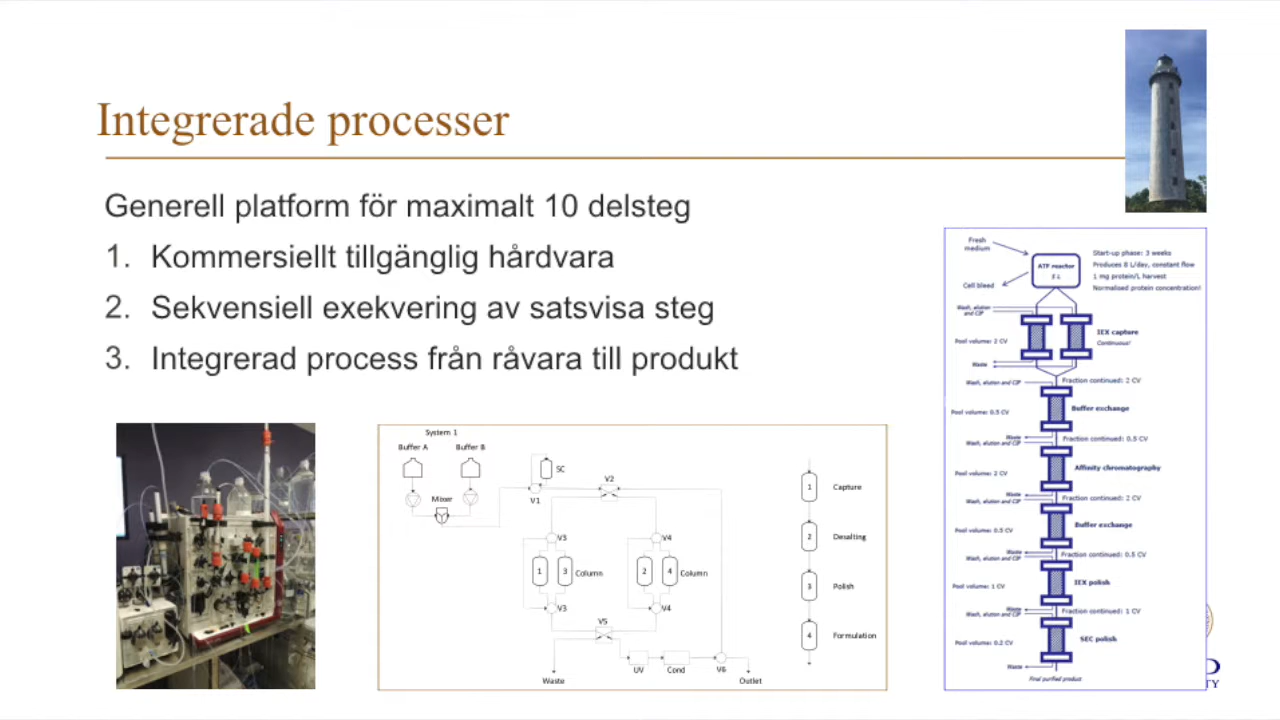 Integrerade processer
Generell platform för maximalt 10 delsteg
1. Kommersiellt tillgänglig hårdvara
2. Sekvensiell exekvering av satsvisa steg
3. Integrerad process från råvara till produkt
System 1
Buffer A
Buffer B
Mixer
SC
V1
V2
V3
V4
1
3
Column
2
4
Column
V3
V4
V5
UV
Cond
V6
Waste
Outlet
1 Capture
2 Desalting
3 Polish
4 Formulation
Fresh
medium
ATF reactor
5 L
Cell bleed
Start-up phase: 3 weeks
Produces 8 L/day, constant flow
1 mg protein/L harvest
Normalised protein concentration!
Wash, elution
and CIP
IEX capture
Continuous!
Pool volume: 2 CV
Waste
Wash, elution and CIP
Fraction continued: 2 CV
Buffer exchange
Pool volume: 0.5 CV
Waste
Wash, elution and CIP
Fraction continued: 0.5 CV
Affinity chromatography
Pool volume: 2 CV
Waste
Wash, elution and CIP
Fraction continued: 2 CV
Buffer exchange
Pool volume: 0.5 CV
Waste
Wash, elution and CIP
Fraction continued: 0.5 CV
IEX polish
Pool volume: 1 CV
Waste
Wash, elution and CIP
Fraction continued: 1 CV
SEC polish
Pool volume: 0.2 CV
Waste
Final purified product